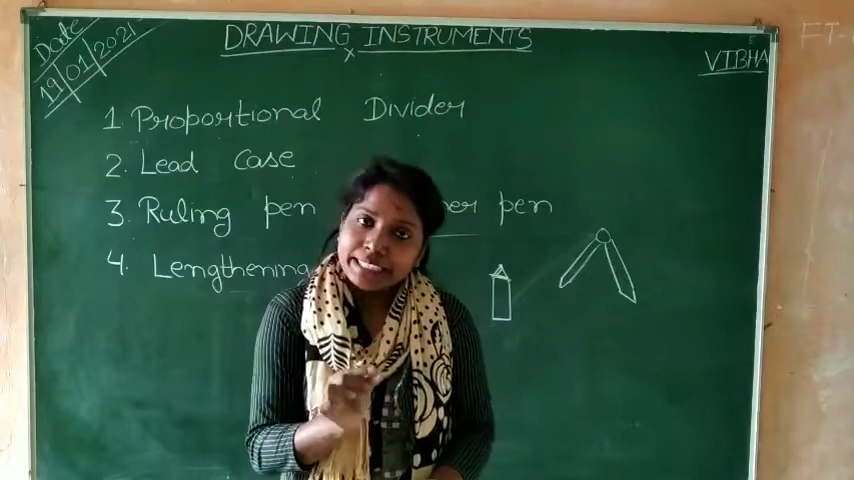 Date
19/01/2021
DRAWING x INSTRUMENTS
VIBHA
FT-
1. Proportional Divider
2. Lead Case
3. Ruling pen pen
4. Lengthening